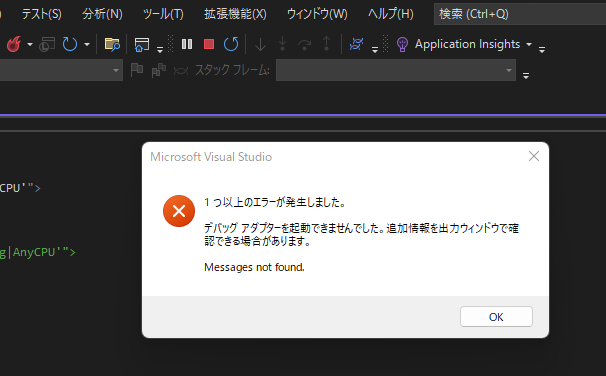 テスト(S) 分析(N) ツール(T) 拡張機能(X) ウィンドウ(W) ヘルプ(H) 検索 (Ctrl+Q)
Application Insights
スタック フレーム:
Microsoft Visual Studio
CPU'">
1 つ以上のエラーが発生しました。
デバッグ アダプターを起動できませんでした。追加情報を出力ウィンドウで確
認できる場合があります。
g|AnyCPU'">
Messages not found.
OK